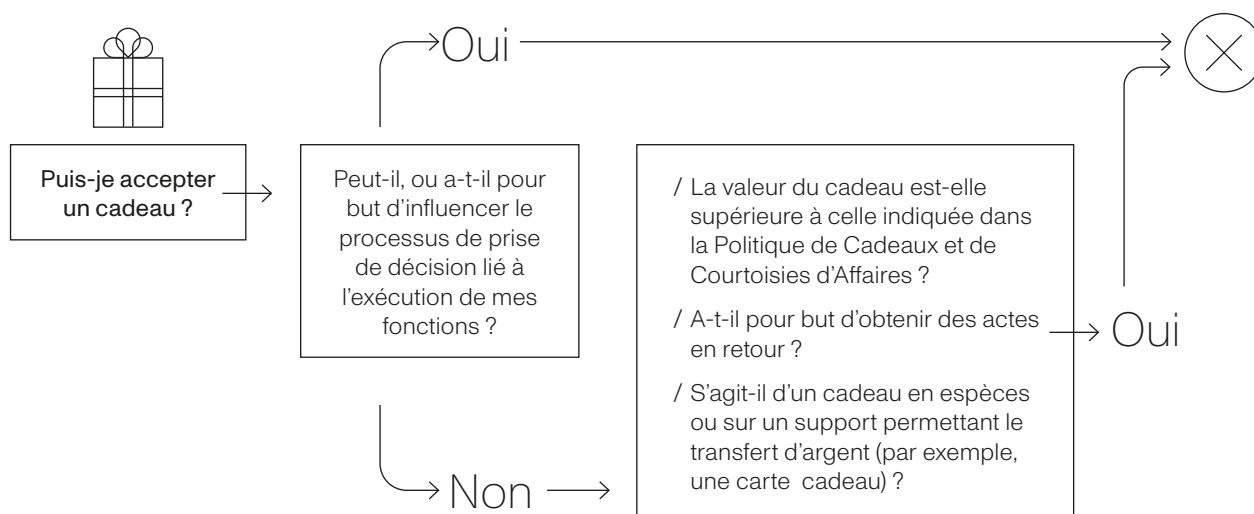 Oui
Puis-je accepter
un cadeau ?
Peut-il, ou a-t-il pour
but d’influencer le
processus de prise
de décision lié à
l’exécution de mes
fonctions ?
Non
/ La valeur du cadeau est-elle
supérieure à celle indiquée dans
la Politique de Cadeaux et de
Courtoisies d’Affaires ?
/ A-t-il pour but d’obtenir des actes
en retour ?
/ S’agit-il d’un cadeau en espèces
ou sur un support permettant le
transfert d’argent (par exemple,
une carte cadeau) ?
Oui